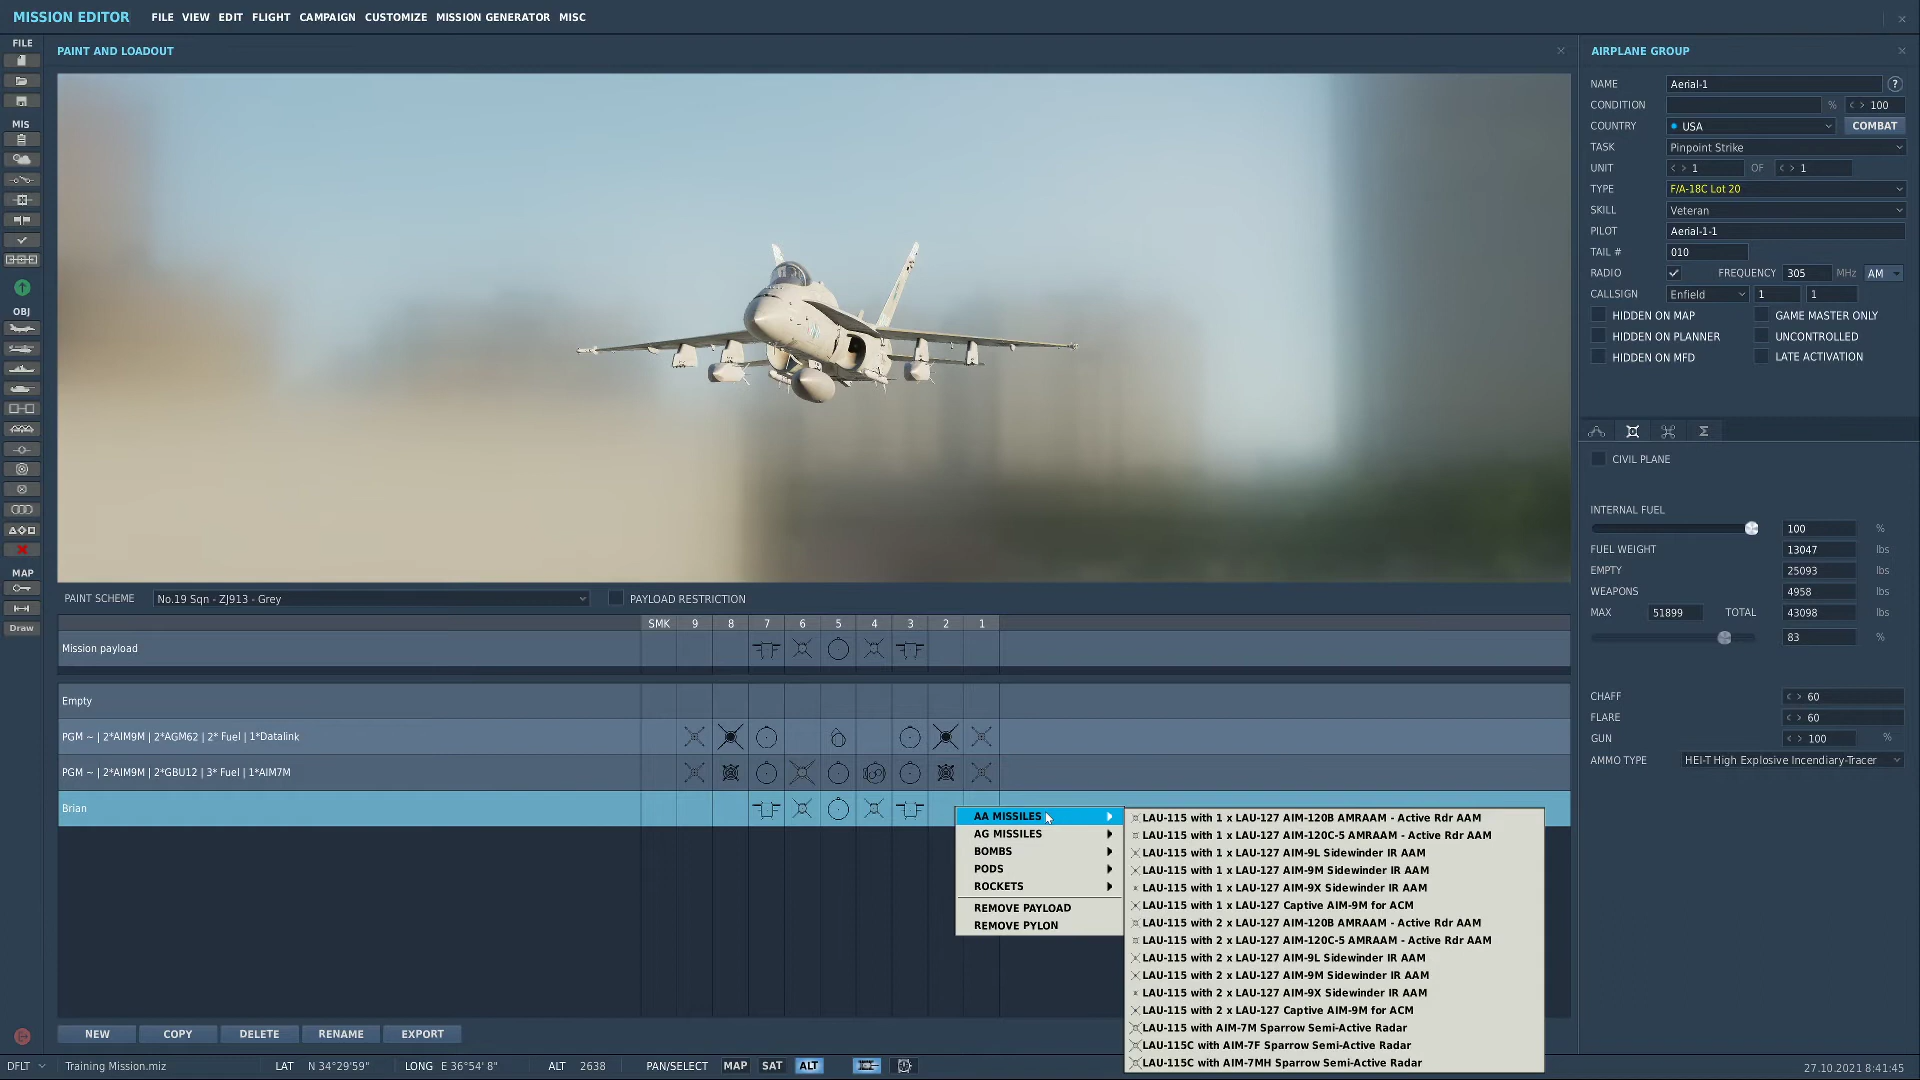 MISSION EDITOR FILE VIEW EDIT FLIGHT CAMPAIGN CUSTOMIZE MISSION GENERATOR MISC
FILE
MIS
OBJ
MAP
Draw
PAINT AND LOADOUT
PAINT SCHEME No.19 Sqn - ZJ913 - Grey PAYLOAD RESTRICTION
SMK 9 8 7 6 5 4 3 2 1
Mission payload
Empty
PGM ~ | 2*AIM9M | 2*AGM62 | 2* Fuel | 1*Datalink
PGM ~ | 2*AIM9M | 2*GBU12 | 3* Fuel | 1*AIM7M
Brian
AA MISSILES
AG MISSILES
BOMBS
PODS
ROCKETS
REMOVE PAYLOAD
REMOVE PYLON
LAU-115 with 1 x LAU-127 AIM-120B AMRAAM - Active Rdr AAM
LAU-115 with 1 x LAU-127 AIM-120C-5 AMRAAM - Active Rdr AAM
LAU-115 with 1 x LAU-127 AIM-9L Sidewinder IR AAM
LAU-115 with 1 x LAU-127 AIM-9M Sidewinder IR AAM
LAU-115 with 1 x LAU-127 AIM-9X Sidewinder IR AAM
LAU-115 with 1 x LAU-127 Captive AIM-9M for ACM
LAU-115 with 2 x LAU-127 AIM-120B AMRAAM - Active Rdr AAM
LAU-115 with 2 x LAU-127 AIM-120C-5 AMRAAM - Active Rdr AAM
LAU-115 with 2 x LAU-127 AIM-9L Sidewinder IR AAM
LAU-115 with 2 x LAU-127 AIM-9M Sidewinder IR AAM
LAU-115 with 2 x LAU-127 AIM-9X Sidewinder IR AAM
LAU-115 with 2 x LAU-127 Captive AIM-9M for ACM
LAU-115 with AIM-7M Sparrow Semi-Active Radar
LAU-115C with AIM-7F Sparrow Semi-Active Radar
LAU-115C with AIM-7MH Sparrow Semi-Active Radar
NEW COPY DELETE RENAME EXPORT
AIRPLANE GROUP
NAME Aerial-1 ?
CONDITION % < > 100
COUNTRY USA COMBAT
TASK Pinpoint Strike
UNIT < > 1 OF < > 1
TYPE F/A-18C Lot 20
SKILL Veteran
PILOT Aerial-1-1
TAIL # 010
RADIO FREQUENCY 305 MHz AM
CALLSIGN Enfield 1 1
HIDDEN ON MAP GAME MASTER ONLY
HIDDEN ON PLANNER UNCONTROLLED
HIDDEN ON MFD LATE ACTIVATION
CIVIL PLANE
INTERNAL FUEL
100 %
FUEL WEIGHT 13047 lbs
EMPTY 25093 lbs
WEAPONS 4958 lbs
MAX 51899 TOTAL 43098 lbs
83 %
CHAFF < > 60
FLARE < > 60
GUN < > 100 %
AMMO TYPE HEI-T High Explosive Incendiary-Tracer
DFLT Training Mission.miz LAT N 34°29'59" LONG E 36°54' 8" ALT 2638 PAN/SELECT MAP SAT ALT 27.10.2021 8:41:45